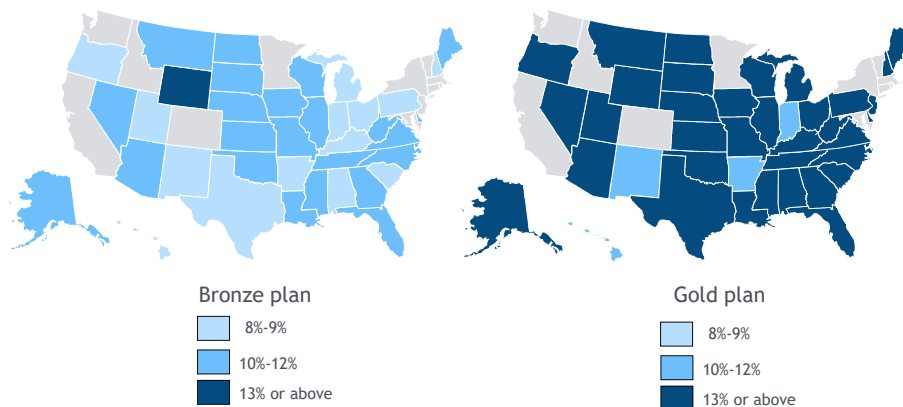 Bronze plan
8%-9%
10%-12%
13% or above
Gold plan
8%-9%
10%-12%
13% or above